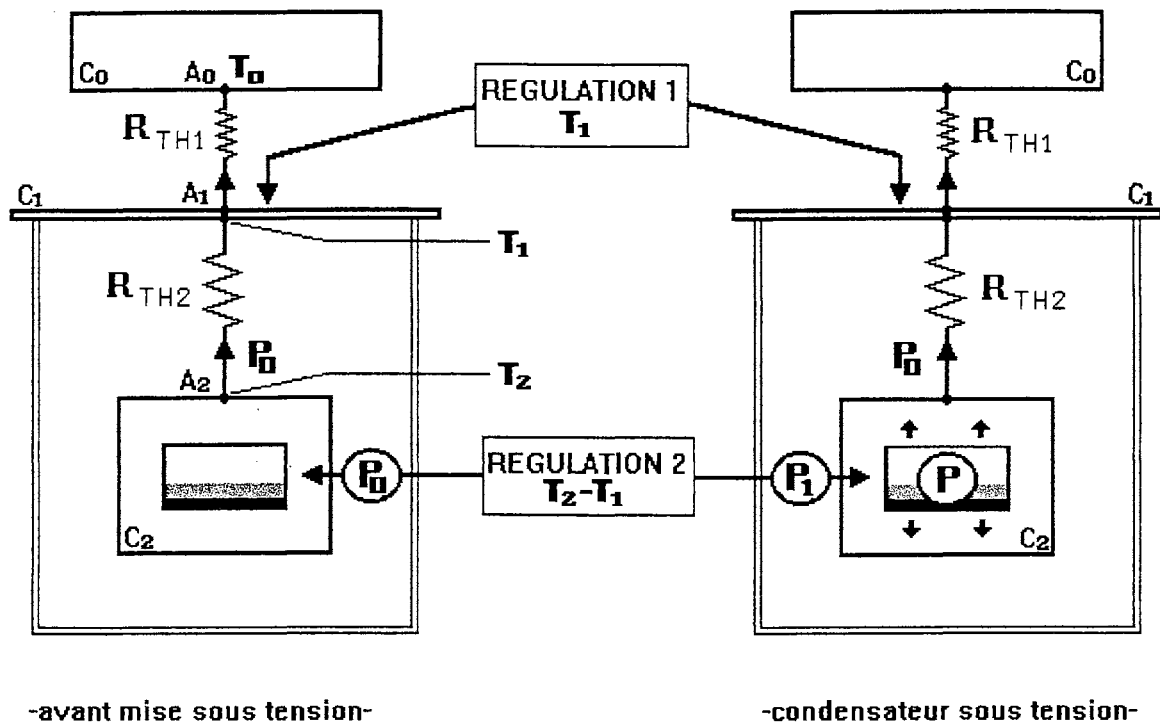 C0 A0 T0
RTH1
REGULATION 1
T1
C0
RTH1
C1 A1
C1
T1
RTH2
RTH2
P0
P0
A2
T2
P0
REGULATION 2
T2-T1
P1
P
C2
C2
-avant mise sous tension-
-condensateur sous tension-